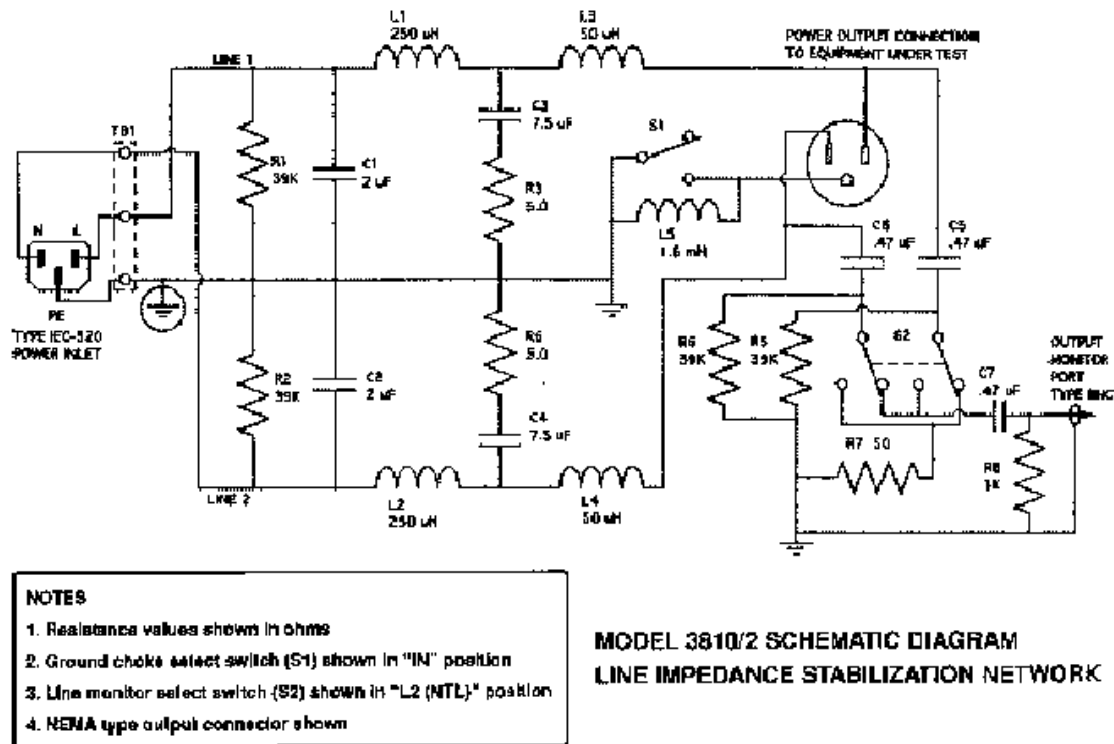 L1
250 uH
L3
50 uH
POWER OUTPUT CONNECTION
TO EQUIPMENT UNDER TEST
LINE 1
TB1
R1
39K
C1
2 uF
C3
7.5 uF
R3
5.0
S1
L5
1.6 mH
N
L
PE
TYPE IEC-320
POWER INLET
C6
.47 uF
C5
.47 uF
R2
39K
C2
2 uF
5.0
C4
7.5 uF
R6
39K
R5
39K
S2
C7
.47 uF
OUTPUT
MONITOR
PORT
TYPE BNC
R7 50
R8
1K
LINE 2
L2
250 uH
L4
50 uH
NOTES
1. Resistance values shown in ohms
2. Ground choke select switch (S1) shown in "IN" position
3. Line monitor select switch (S2) shown in "L2 (NTL)" position
4. NEMA type output connector shown
MODEL 3810/2 SCHEMATIC DIAGRAM
LINE IMPEDANCE STABILIZATION NETWORK